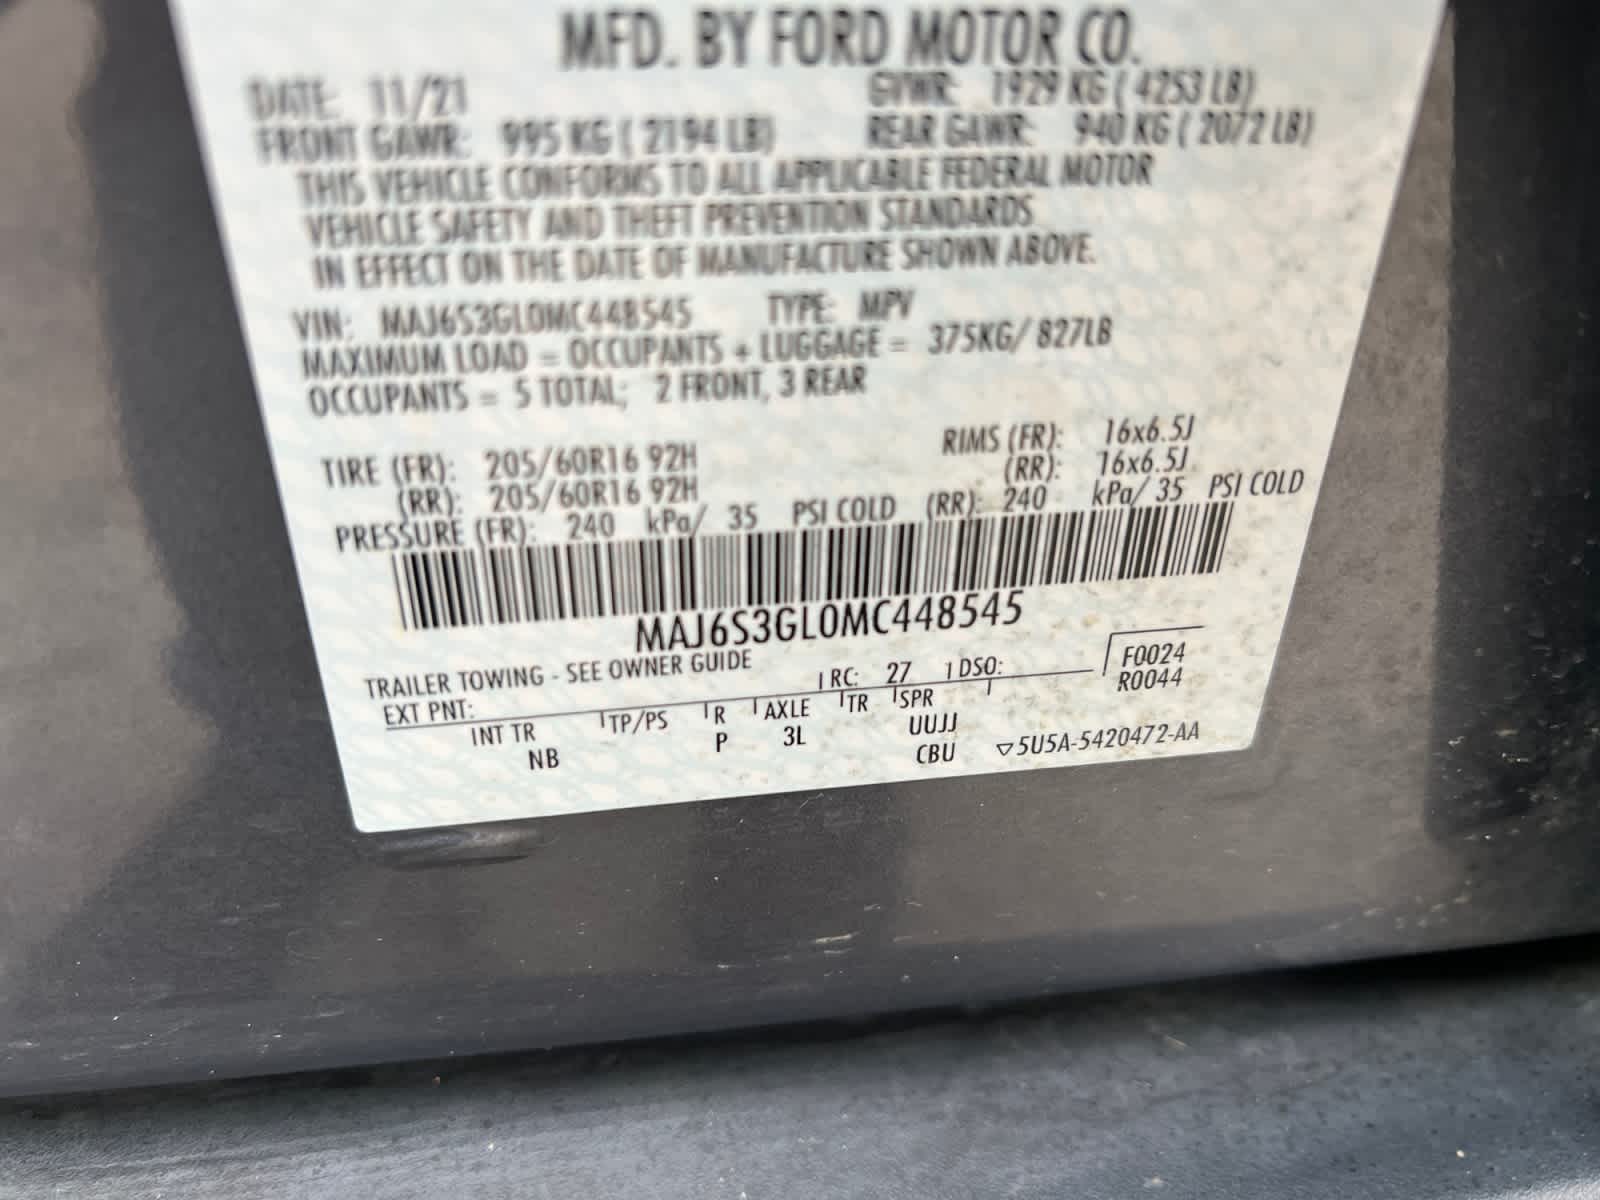 MFD. BY FORD MOTOR CO.
DATE: 11/21 GVWR: 1929 KG ( 4253 LB)
FRONT GAWR: 995 KG ( 2194 LB) REAR GAWR: 940 KG ( 2072 LB)
THIS VEHICLE CONFORMS TO ALL APPLICABLE FEDERAL MOTOR
VEHICLE SAFETY AND THEFT PREVENTION STANDARDS
IN EFFECT ON THE DATE OF MANUFACTURE SHOWN ABOVE.
VIN: MAJ6S3GL0MC448545 TYPE: MPV
MAXIMUM LOAD = OCCUPANTS + LUGGAGE = 375KG/ 827LB
OCCUPANTS = 5 TOTAL; 2 FRONT, 3 REAR
TIRE (FR): 205/60R16 92H RIMS (FR): 16x6.5J
(RR): 205/60R16 92H (RR): 16x6.5J
PRESSURE (FR): 240 kPa/ 35 PSI COLD (RR): 240 kPa/ 35 PSI COLD
MAJ6S3GL0MC448545
TRAILER TOWING - SEE OWNER GUIDE
EXT PNT: RC: 27 DSO: F0024
R0044
INT TR TP/PS R AXLE TR SPR
NB P 3L UUJJ
CBU ▽5U5A-5420472-AA